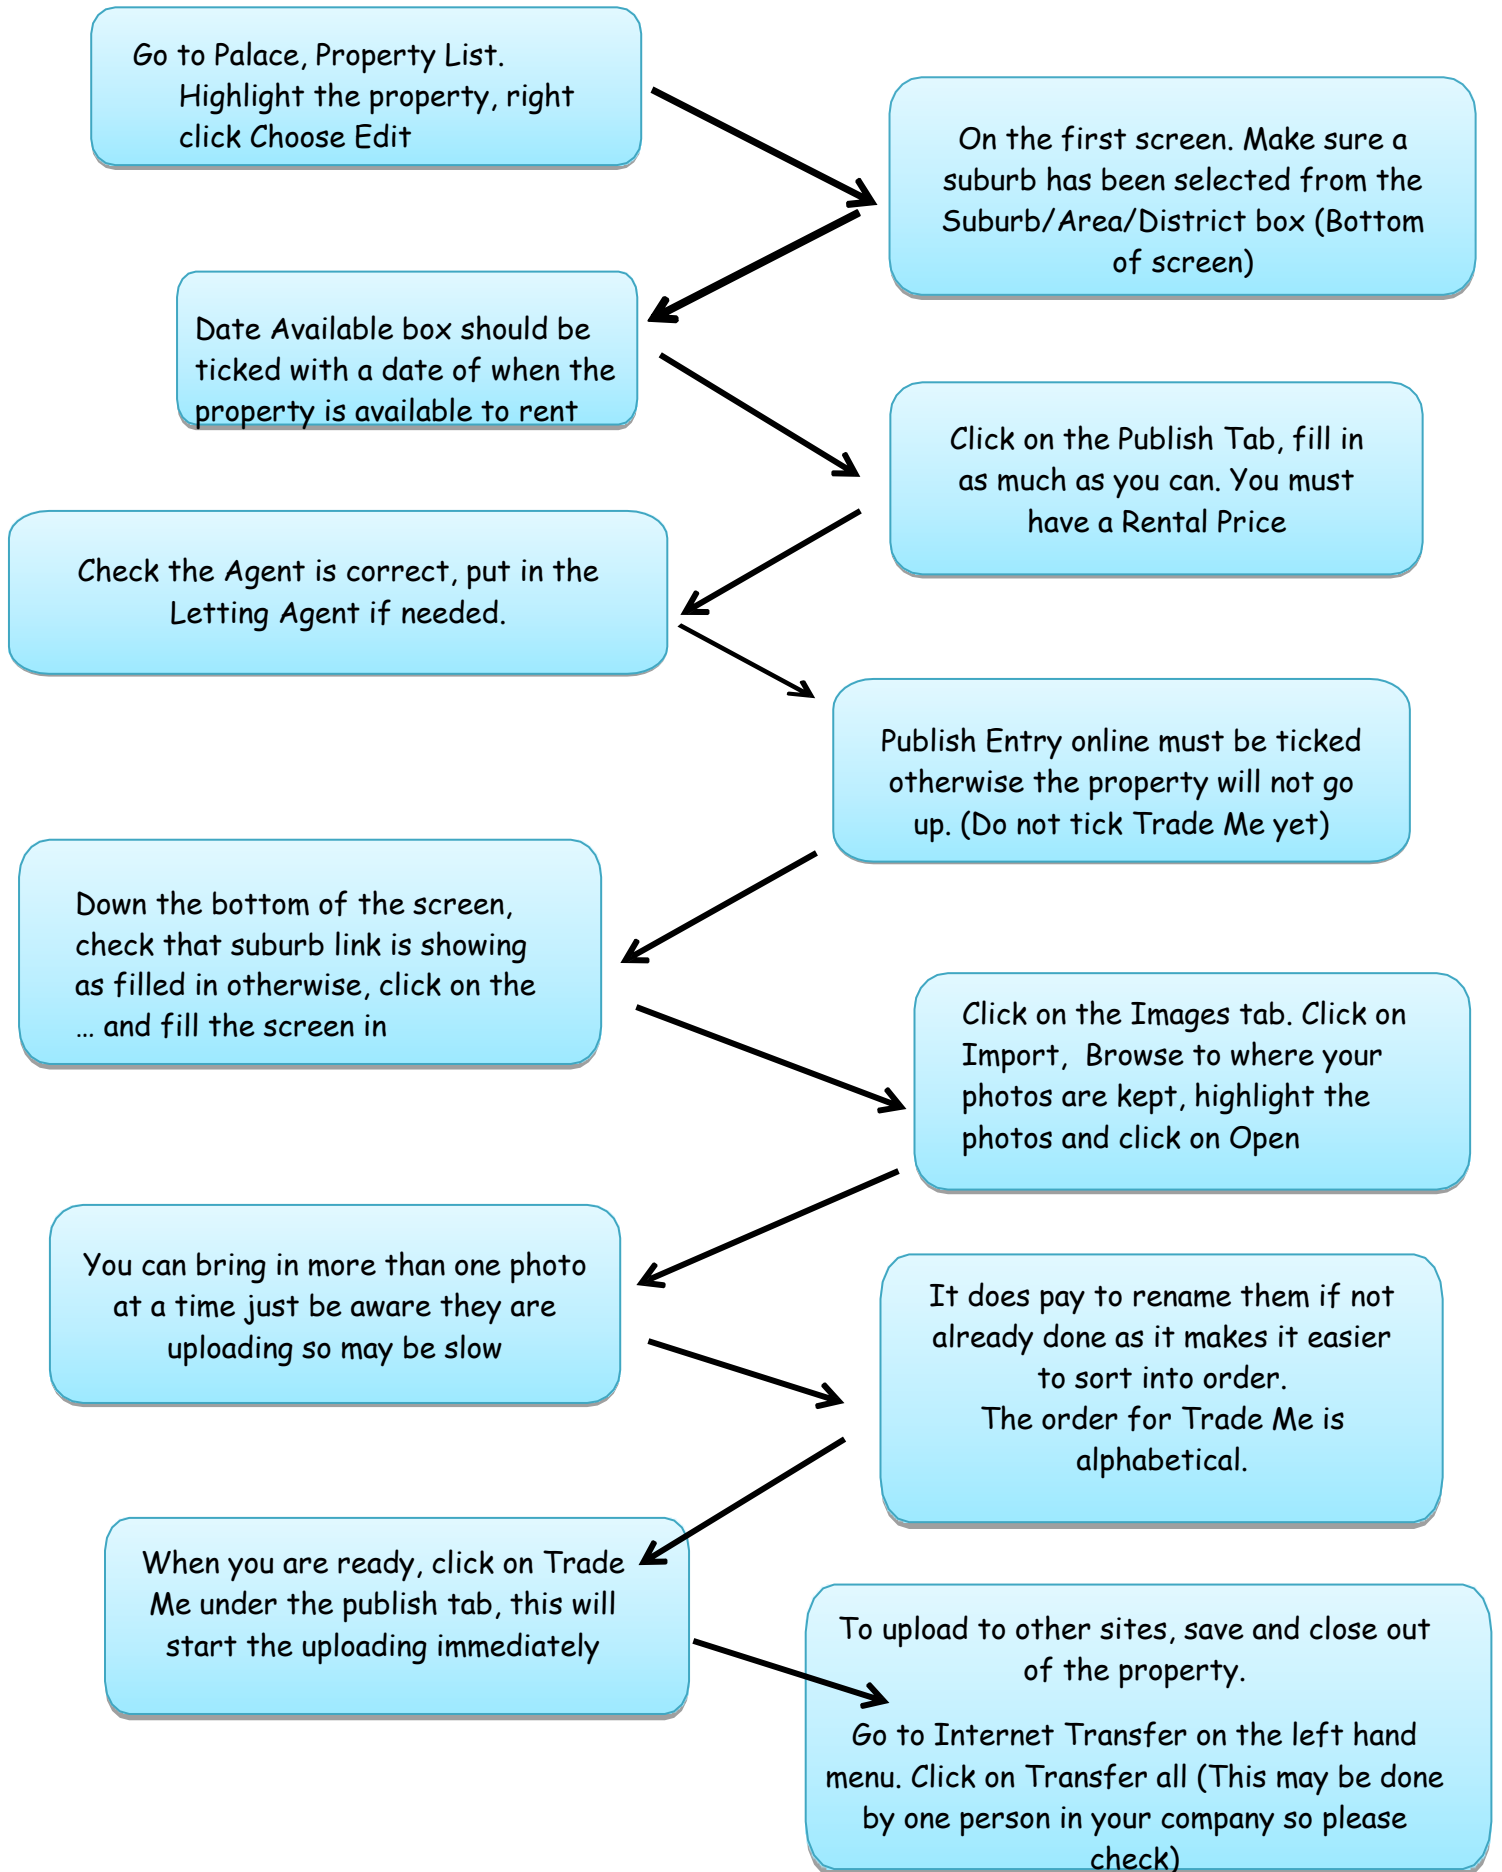 Go to Palace, Property List.
Highlight the property, right
click Choose Edit
On the first screen. Make sure a
suburb has been selected from the
Suburb/Area/District box (Bottom
of screen)
Date Available box should be
ticked with a date of when the
property is available to rent
Click on the Publish Tab, fill in
as much as you can. You must
have a Rental Price
Check the Agent is correct, put in the
Letting Agent if needed.
Publish Entry online must be ticked
otherwise the property will not go
up. (Do not tick Trade Me yet)
Down the bottom of the screen,
check that suburb link is showing
as filled in otherwise, click on the
... and fill the screen in
Click on the Images tab. Click on
Import,  Browse to where your
photos are kept, highlight the
photos and click on Open
You can bring in more than one photo
at a time just be aware they are
uploading so may be slow
It does pay to rename them if not
already done as it makes it easier
to sort into order.
The order for Trade Me is
alphabetical.
When you are ready, click on Trade
Me under the publish tab, this will
start the uploading immediately
To upload to other sites, save and close out
of the property.
Go to Internet Transfer on the left hand
menu. Click on Transfer all (This may be done
by one person in your company so please
check)